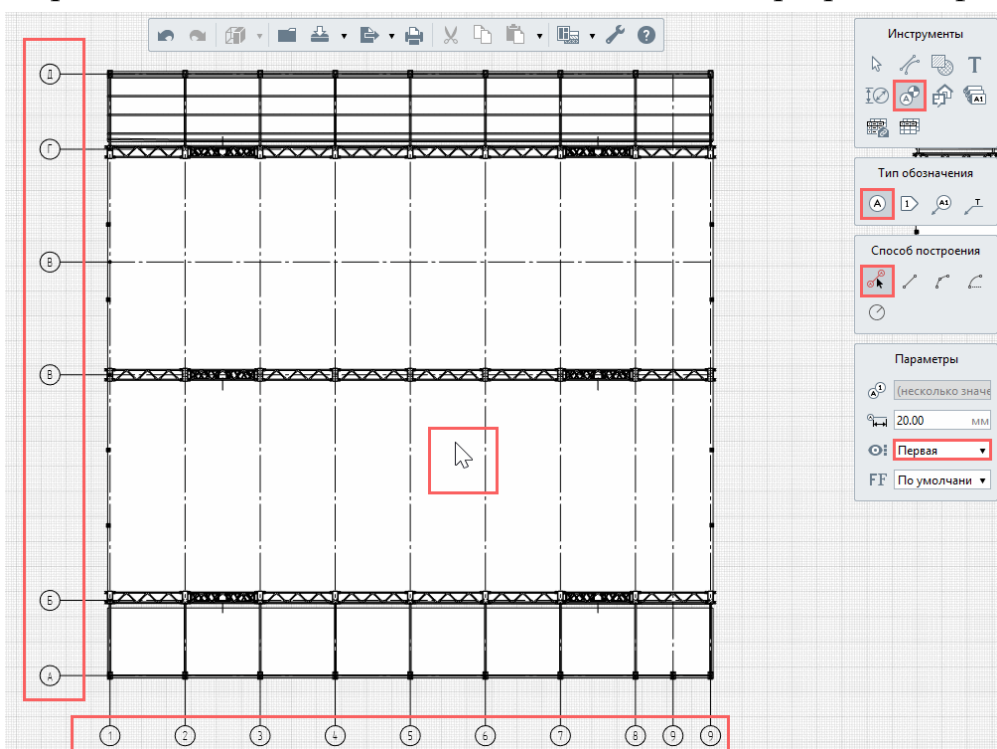 Инструменты
T
A1
Тип обозначения
A
1
A1
T
Способ построения
Параметры
(несколько значе
20.00 мм
Первая
FF По умолчани
Д
Г
В
В
Б
А
1 2 3 4 5 6 7 8 9 9